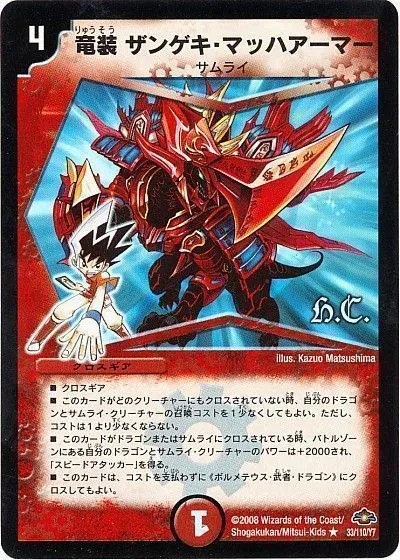 4
りゅうそう
竜装 ザンゲキ・マッハアーマー
サムライ
H.C.
illus. Kazuo Matsushima
クロスギア
■ クロスギア
■ このカードがどのクリーチャーにもクロスされていない時、自分のドラゴ
ンとサムライ・クリーチャーの召喚コストを1少なくしてもよい。ただし、
コストは1より少なくならない。
■ このカードがドラゴンまたはサムライにクロスされている時、バトルゾー
ンにある自分のドラゴンとサムライ・クリーチャーのパワーは+2000され、
「スピードアタッカー」を得る。
■ このカードは、コストを支払わずに《ボルメテウス・武者・ドラゴン》にク
ロスしてもよい。
1
©2008 Wizards of the Coast/
Shogakukan/Mitsui-Kids ★ 33/110/Y7